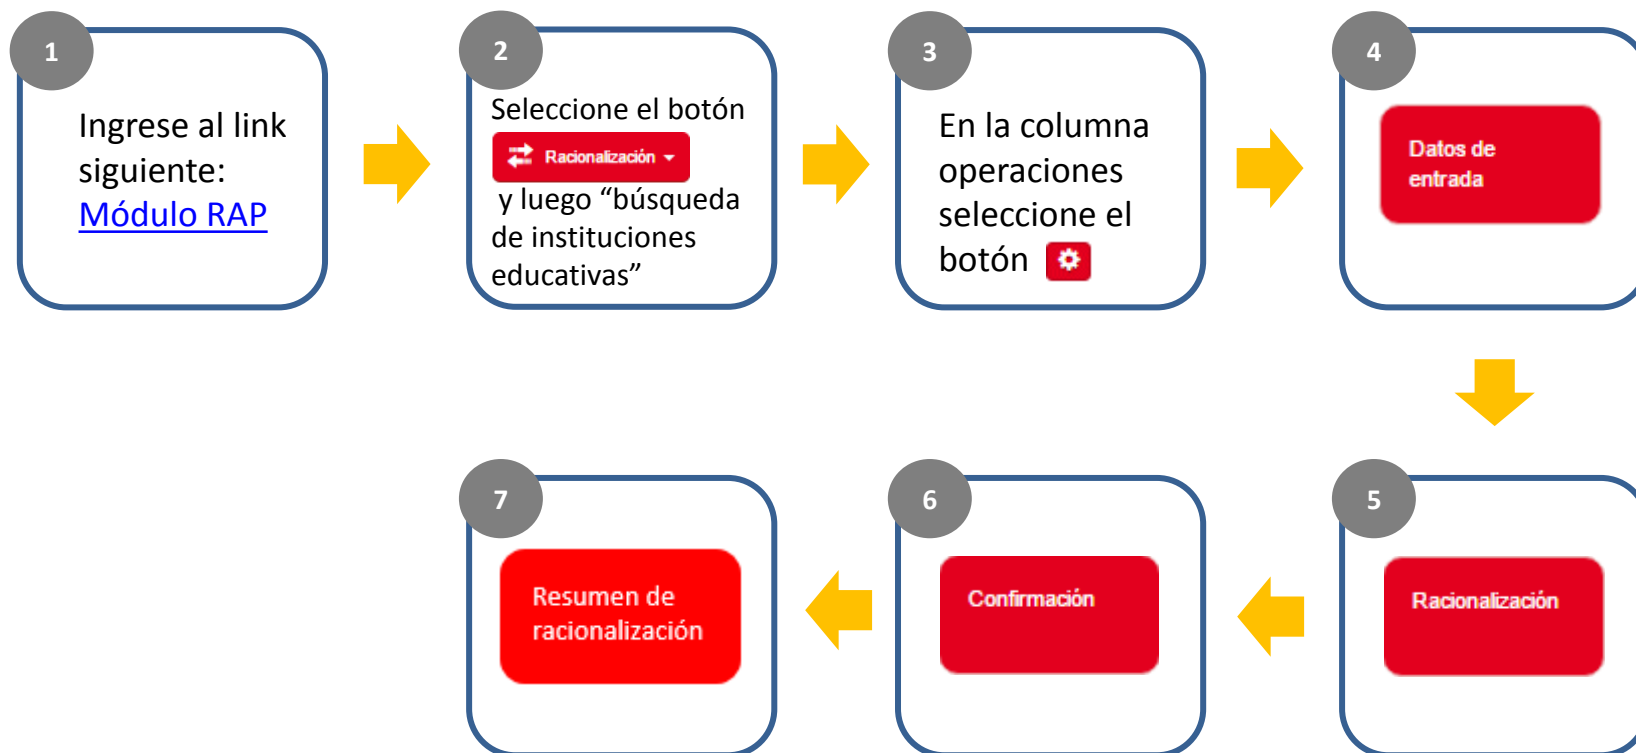 1
Ingrese al link
siguiente:
Módulo RAP
2
Seleccione el botón
Racionalización
y luego “búsqueda
de instituciones
educativas”
3
En la columna
operaciones
seleccione el
botón
4
Datos de
entrada
5
Racionalización
6
Confirmación
7
Resumen de
racionalización